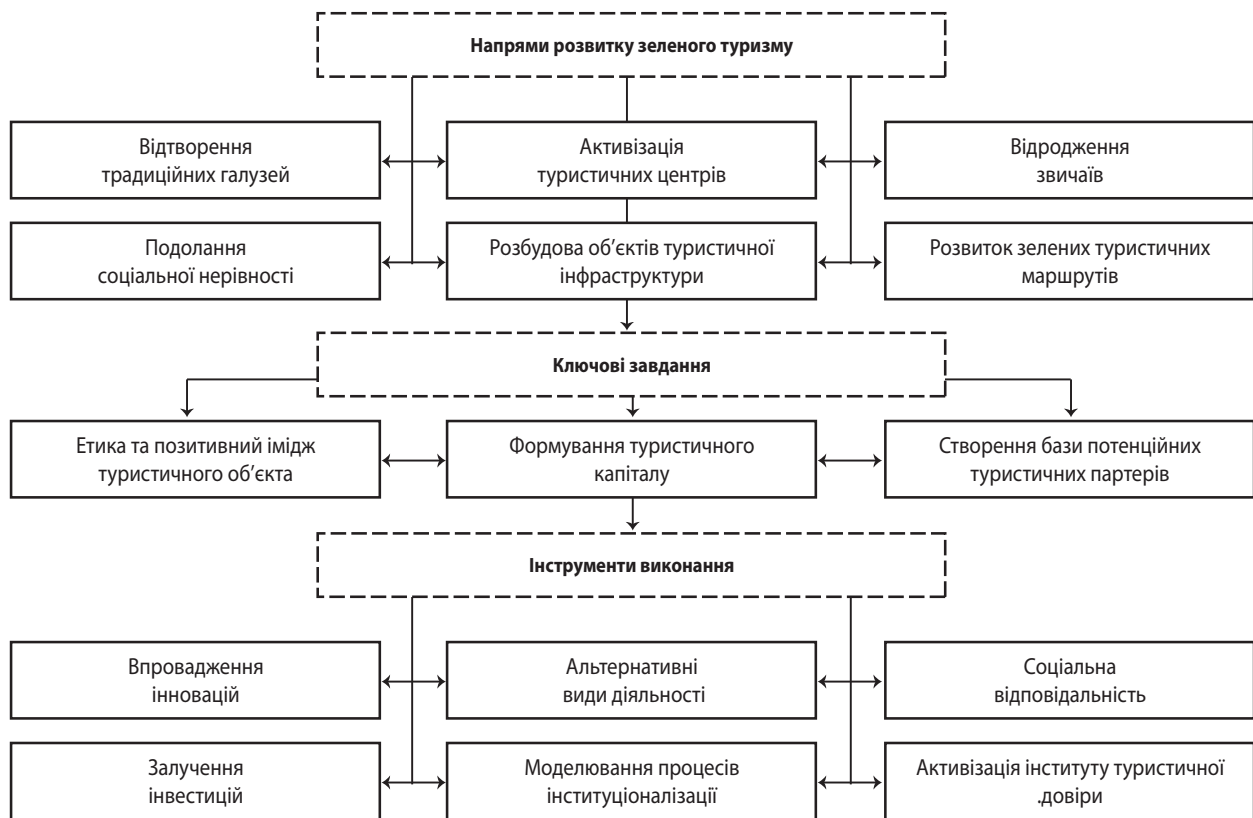 Напрями розвитку зеленого туризму
Відтворення
традиційних галузей
Активізація
туристичних центрів
Відродження
звичаїв
Подолання
соціальної нерівності
Розбудова об’єктів туристичної
інфраструктури
Розвиток зелених туристичних
маршрутів
Ключові завдання
Етика та позитивний імідж
туристичного об’єкта
Формування туристичного
капіталу
Створення бази потенційних
туристичних партерів
Інструменти виконання
Впровадження
інновацій
Альтернативні
види діяльності
Соціальна
відповідальність
Залучення
інвестицій
Моделювання процесів
інституціоналізації
Активізація інституту туристичної
.довіри